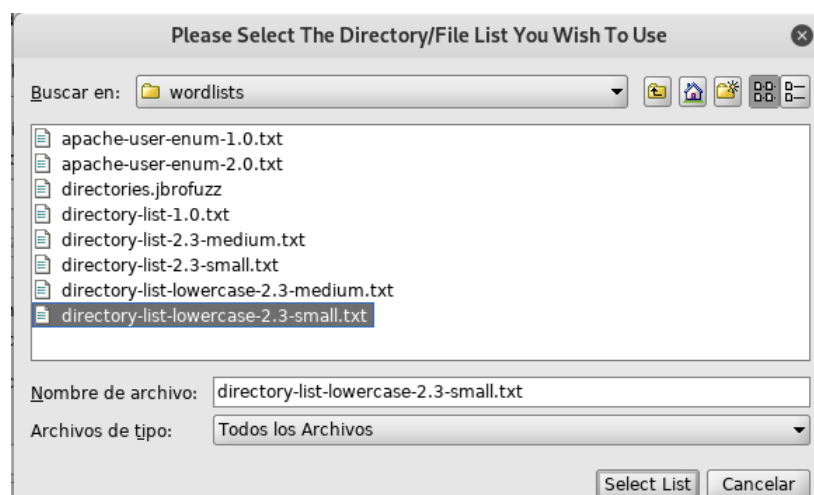 Please Select The Directory/File List You Wish To Use
Buscar en: wordlists
apache-user-enum-1.0.txt
apache-user-enum-2.0.txt
directories.jbrofuzz
directory-list-1.0.txt
directory-list-2.3-medium.txt
directory-list-2.3-small.txt
directory-list-lowercase-2.3-medium.txt
directory-list-lowercase-2.3-small.txt
Nombre de archivo: directory-list-lowercase-2.3-small.txt
Archivos de tipo: Todos los Archivos
Select List Cancelar